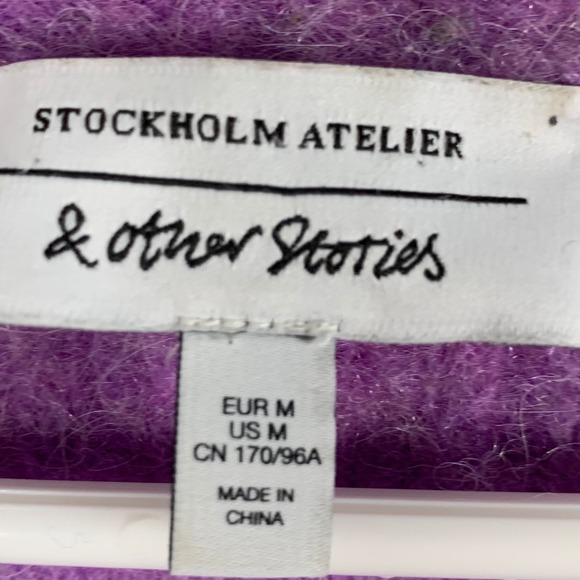 STOCKHOLM ATELIER
& other Stories
EUR M
US M
CN 170/96A
MADE IN
CHINA